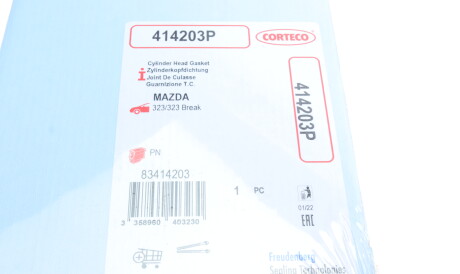 414203P
CORTECO
Cylinder Head Gasket
Zylinderkopfdichtung
Joint De Culasse
Guarnizione T.C.
MAZDA
323/323 Break
414203P
PN
83414203
1 PC
3 358960 403230
01/22
EAC
Freudenberg
Sealing Technologies